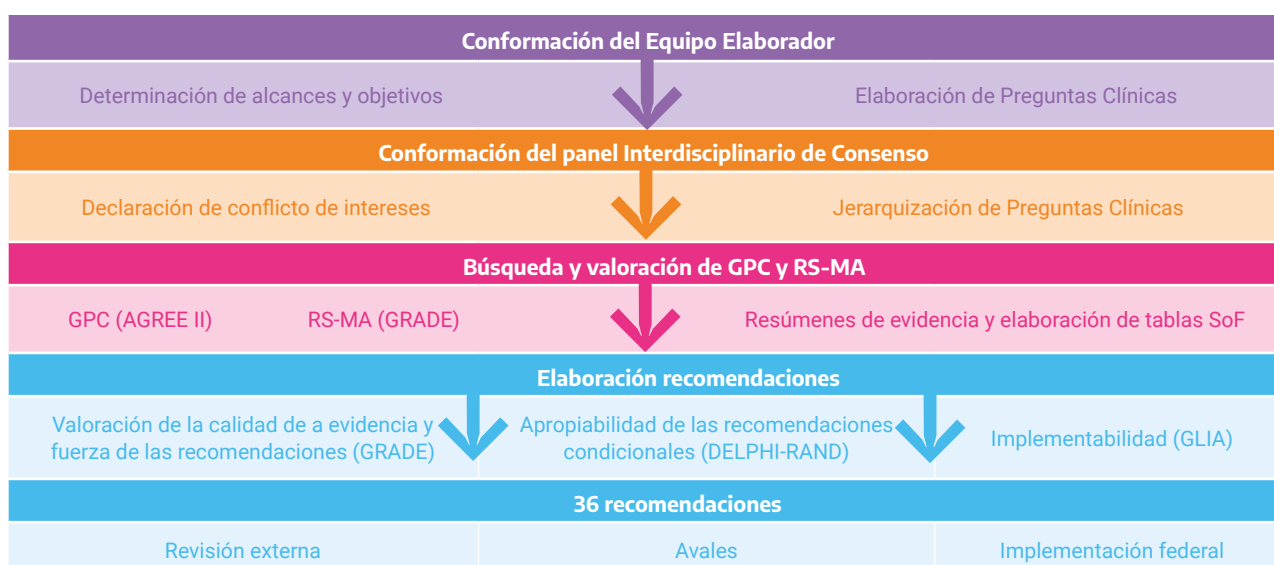 Conformación del Equipo Elaborador
Determinación de alcances y objetivos
Elaboración de Preguntas Clínicas
Conformación del panel Interdisciplinario de Consenso
Declaración de conflicto de intereses
Jerarquización de Preguntas Clínicas
Búsqueda y valoración de GPC y RS-MA
GPC (AGREE II)
RS-MA (GRADE)
Resúmenes de evidencia y elaboración de tablas SoF
Elaboración recomendaciones
Valoración de la calidad de a evidencia y
fuerza de las recomendaciones (GRADE)
Apropiabilidad de las recomendaciones
condicionales (DELPHI-RAND)
Implementabilidad (GLIA)
36 recomendaciones
Revisión externa
Avales
Implementación federal